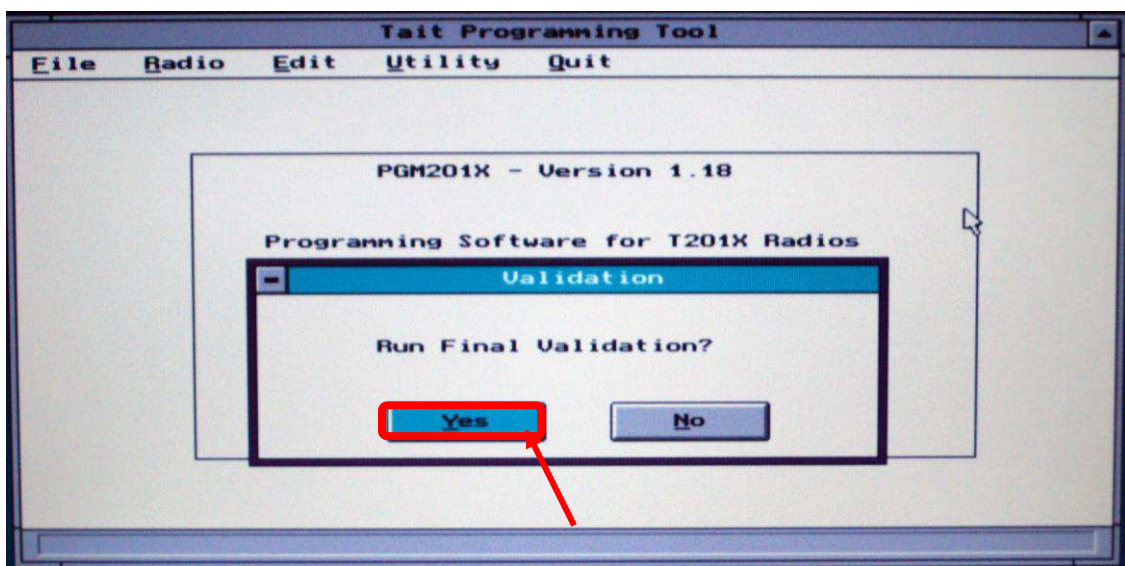 Tait Programming Tool
File Radio Edit Utility Quit
PGM201X - Version 1.18
Programming Software for T201X Radios
Validation
Run Final Validation?
Yes No